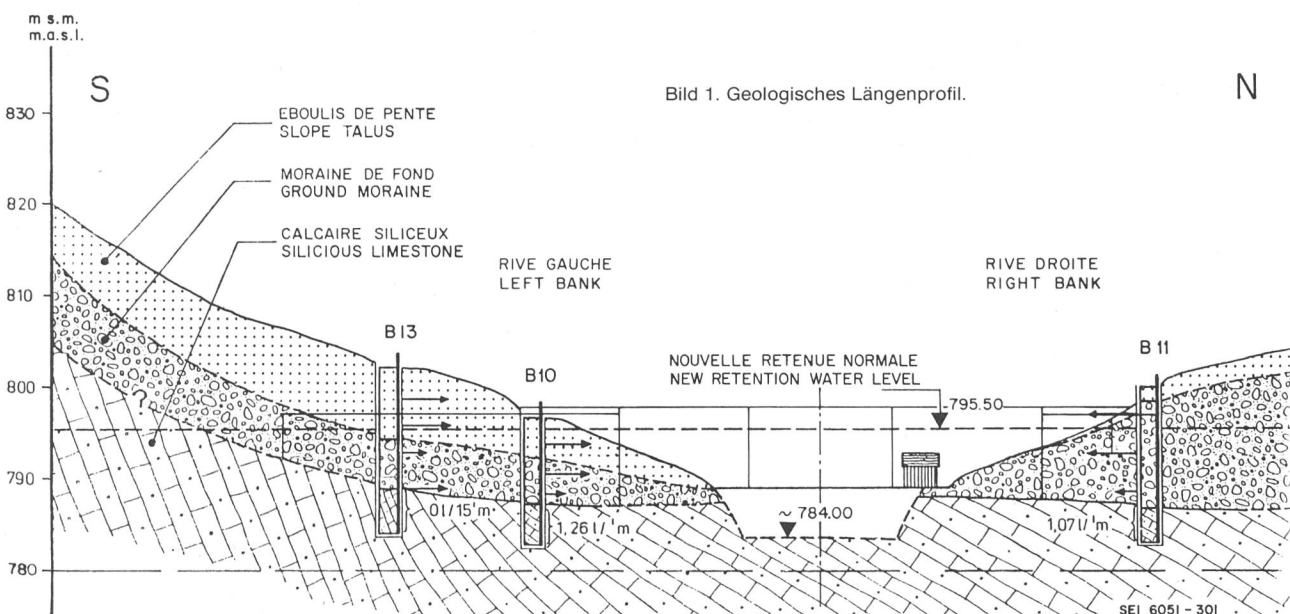 m s.m.
m.a.s.l.
S
Bild 1. Geologisches Längenprofil.
N
830
EBOULIS DE PENTE
SLOPE TALUS
MORAINE DE FOND
GROUND MORAINE
820
CALCAIRE SILICEUX
SILICIOUS LIMESTONE
RIVE GAUCHE
LEFT BANK
RIVE DROITE
RIGHT BANK
810
B13
B10
NOUVELLE RETENUE NORMALE
NEW RETENTION WATER LEVEL
B 11
800
?
795.50
790
0 l/15'm'
1,26 l/'m
~ 784.00
1,07 l/'m'
780
SEI 6051 - 301